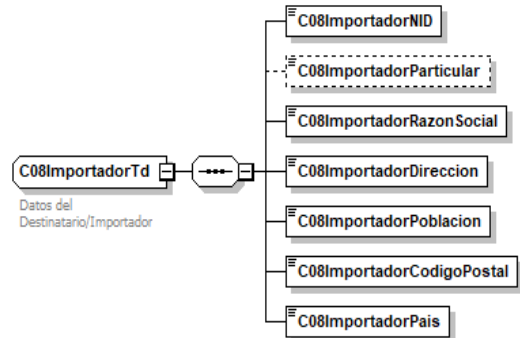 C08ImportadorNID
C08ImportadorParticular
C08ImportadorRazonSocial
C08ImportadorTd
C08ImportadorDireccion
Datos del
Destinatario/Importador
C08ImportadorPoblacion
C08ImportadorCodigoPostal
C08ImportadorPais